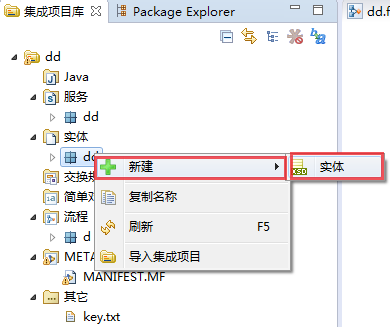 集成项目库 Package Explorer dd.f
dd
Java
服务
dd
实体
dd
新建
实体
交换规
复制名称
简单对
刷新 F5
流程
d
META
导入集成项目
MANIFEST.MF
其它
key.txt